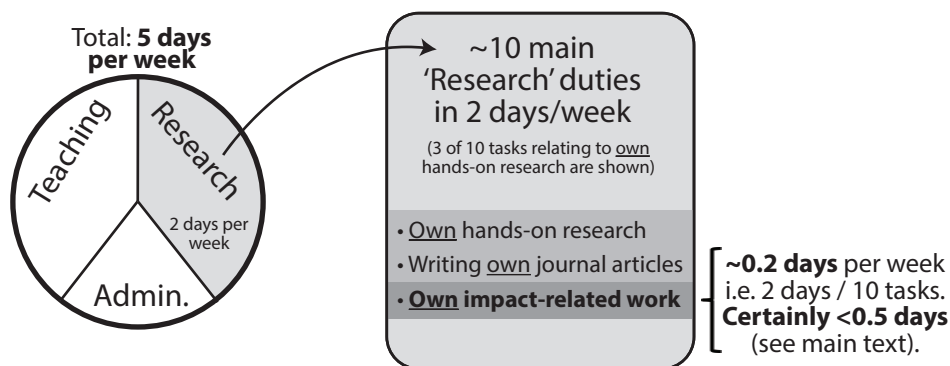 Total: 5 days
per week
Teaching
Research
2 days per
week
Admin.
~10 main
'Research' duties
in 2 days/week
(3 of 10 tasks relating to own
hands-on research are shown)
• Own hands-on research
• Writing own journal articles
• Own impact-related work
~0.2 days per week
i.e. 2 days / 10 tasks.
Certainly <0.5 days
(see main text).